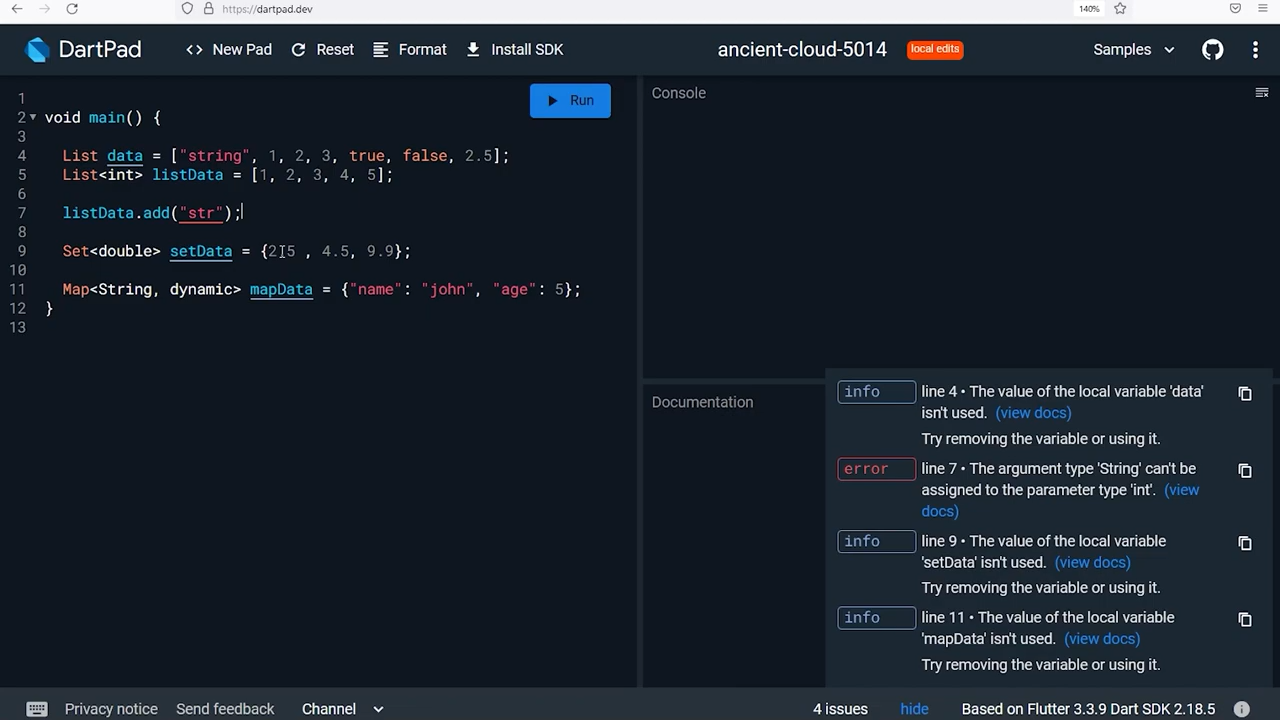 https://dartpad.dev
140%
DartPad
<> New Pad
Reset
Format
Install SDK
ancient-cloud-5014
local edits
Samples
Run
1
2 void main() {
3
4 List data = ["string", 1, 2, 3, true, false, 2.5];
5 List<int> listData = [1, 2, 3, 4, 5];
6
7 listData.add("str");
8
9 Set<double> setData = {2.5 , 4.5, 9.9};
10
11 Map<String, dynamic> mapData = {"name": "john", "age": 5};
12 }
13
Console
Documentation
info line 4 • The value of the local variable 'data'
isn't used. (view docs)
Try removing the variable or using it.
error line 7 • The argument type 'String' can't be
assigned to the parameter type 'int'. (view
docs)
info line 9 • The value of the local variable
'setData' isn't used. (view docs)
Try removing the variable or using it.
info line 11 • The value of the local variable
'mapData' isn't used. (view docs)
Try removing the variable or using it.
Privacy notice
Send feedback
Channel
4 issues
hide
Based on Flutter 3.3.9 Dart SDK 2.18.5